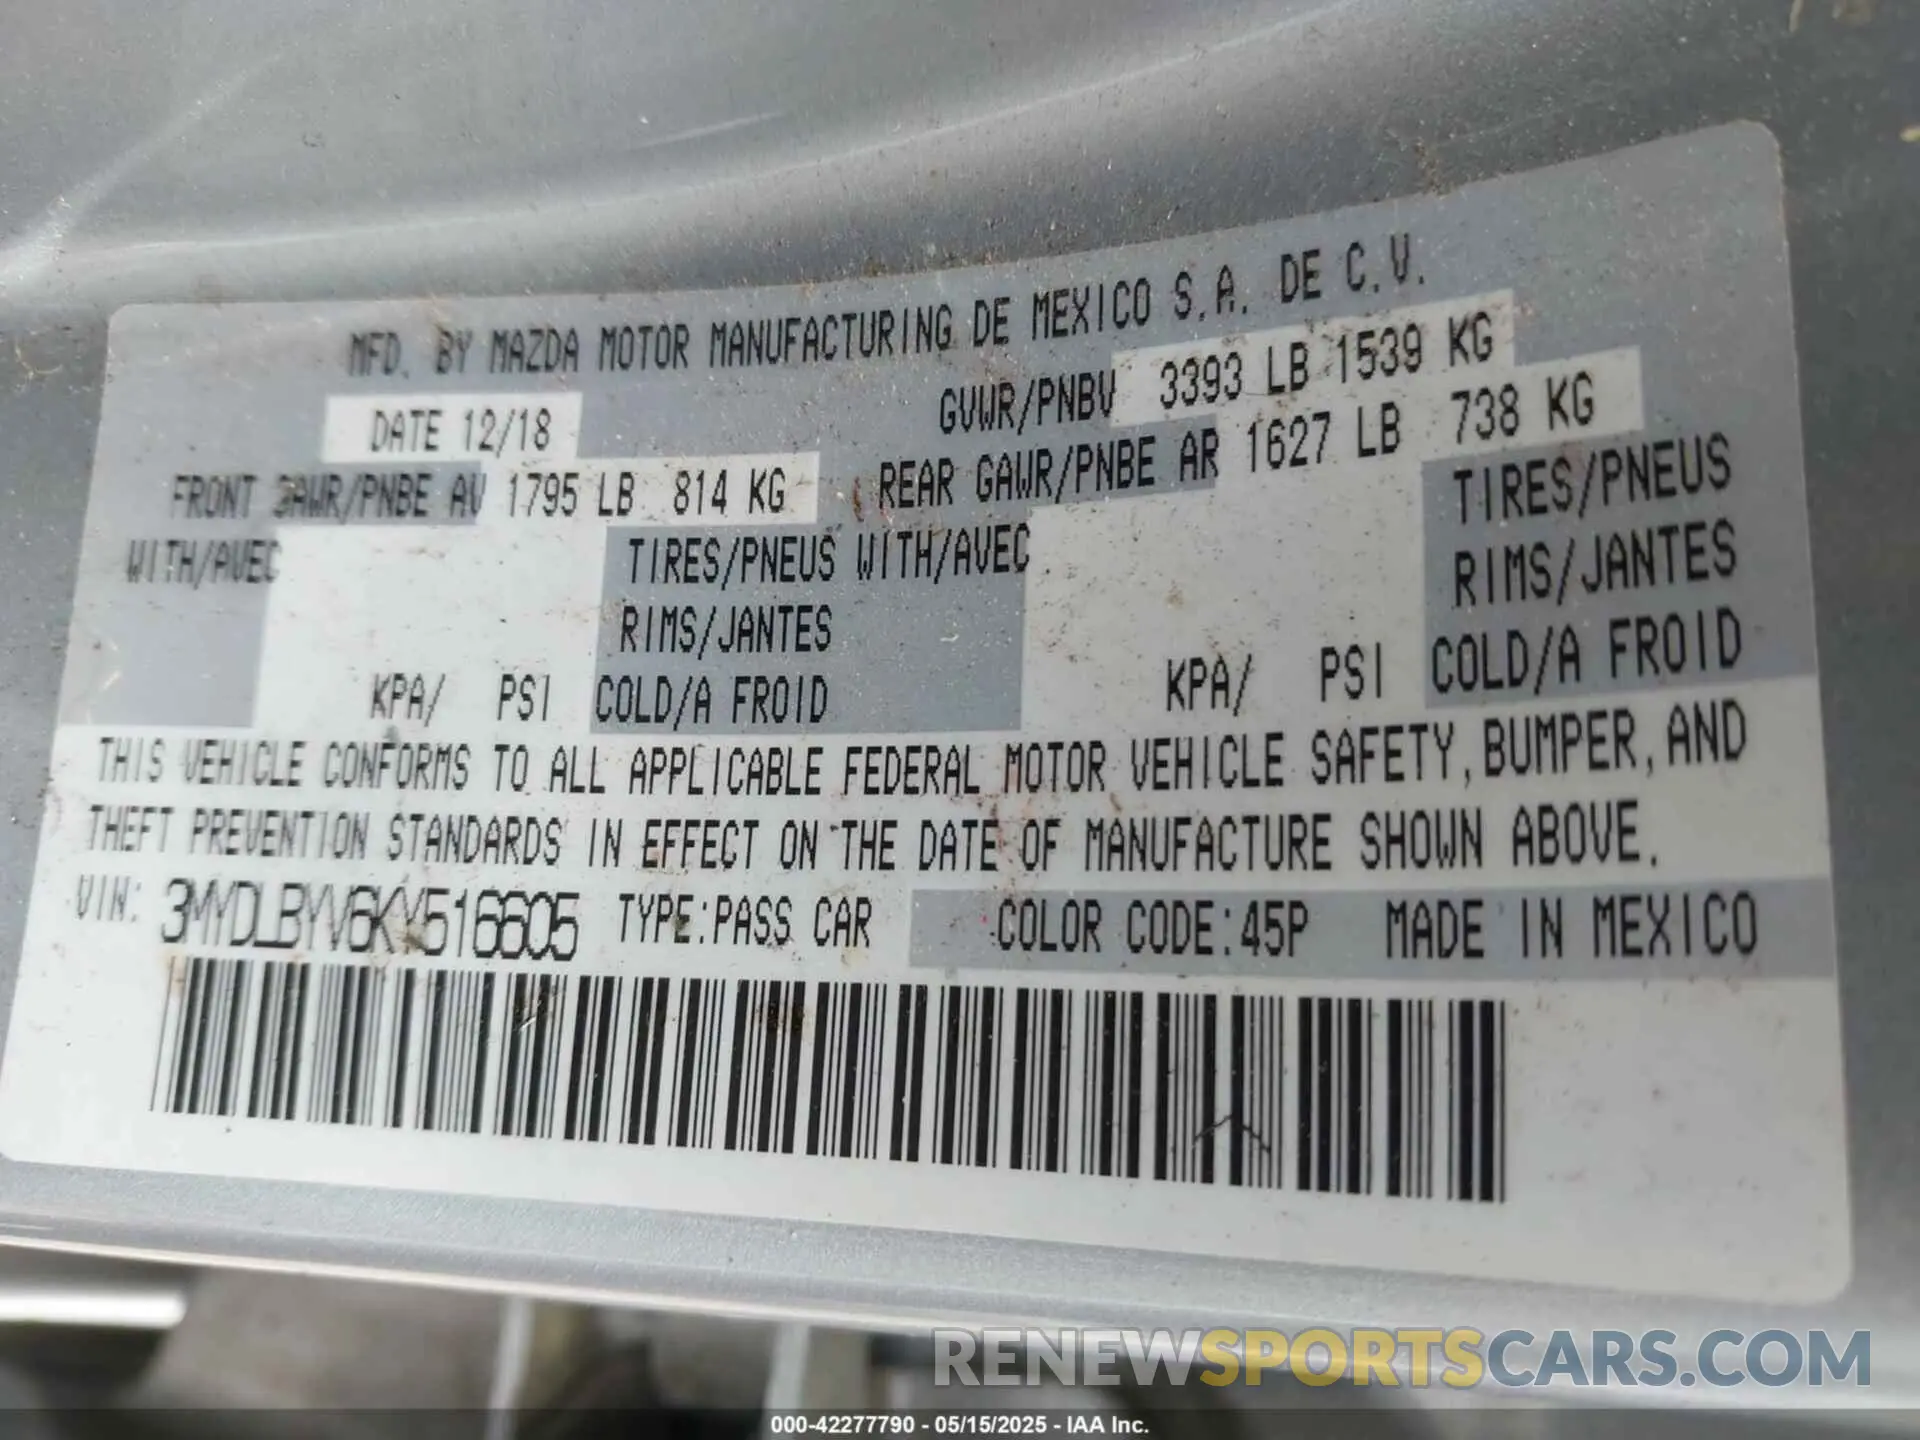 MFD. BY MAZDA MOTOR MANUFACTURING DE MEXICO S.A. DE C.V.
DATE 12/18 GVWR/PNBV 3393 LB 1539 KG
FRONT GAWR/PNBE AV 1795 LB 814 KG REAR GAWR/PNBE AR 1627 LB 738 KG
WITH/AVEC TIRES/PNEUS WITH/AVEC TIRES/PNEUS
RIMS/JANTES RIMS/JANTES
KPA/ PSI COLD/A FROID KPA/ PSI COLD/A FROID
THIS VEHICLE CONFORMS TO ALL APPLICABLE FEDERAL MOTOR VEHICLE SAFETY, BUMPER, AND
THEFT PREVENTION STANDARDS IN EFFECT ON THE DATE OF MANUFACTURE SHOWN ABOVE.
VIN: 3MYDLBYV6KY516605 TYPE:PASS CAR COLOR CODE:45P MADE IN MEXICO
RENEWSPORTSCARS.COM
000-42277790 - 05/15/2025 - IAA Inc.